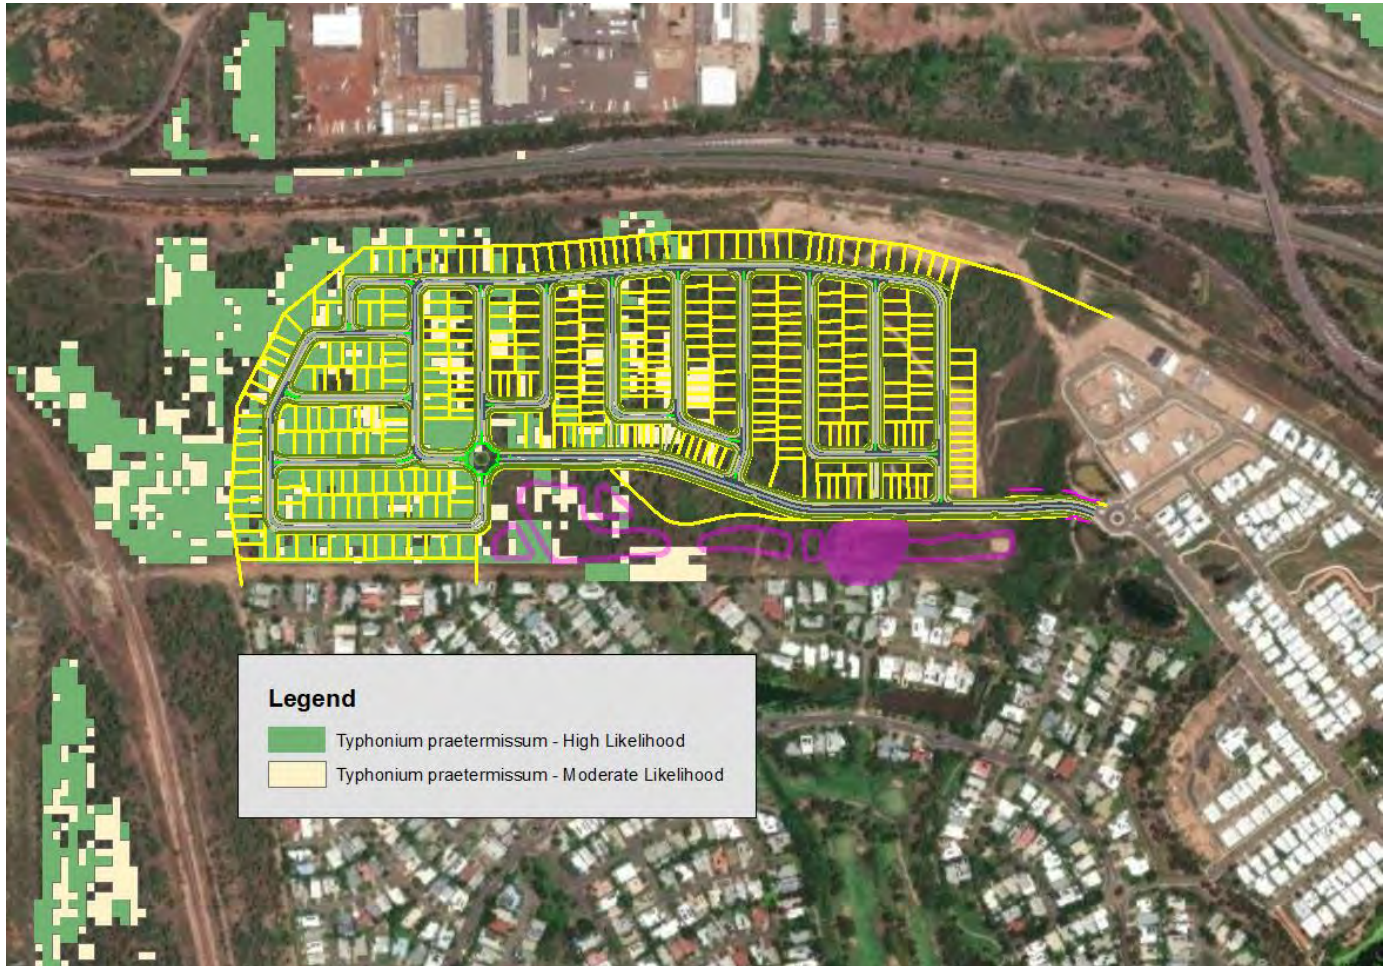 Legend
Typhonium praetermissum - High Likelihood
Typhonium praetermissum - Moderate Likelihood